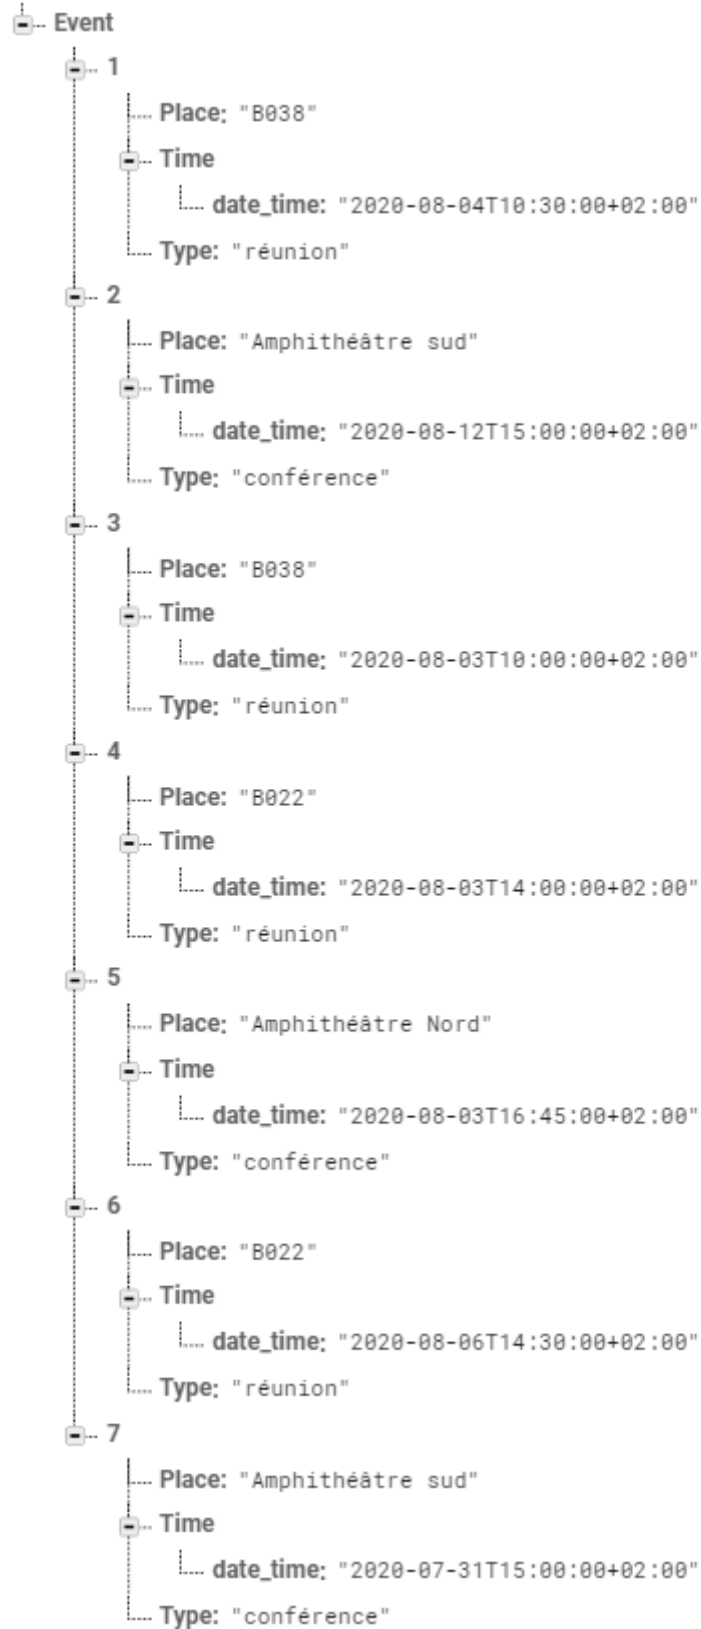 Event
1
Place: "B038"
Time
date_time: "2020-08-04T10:30:00+02:00"
Type: "réunion"
2
Place: "Amphithéâtre sud"
Time
date_time: "2020-08-12T15:00:00+02:00"
Type: "conférence"
3
Place: "B038"
Time
date_time: "2020-08-03T10:00:00+02:00"
Type: "réunion"
4
Place: "B022"
Time
date_time: "2020-08-03T14:00:00+02:00"
Type: "réunion"
5
Place: "Amphithéâtre Nord"
Time
date_time: "2020-08-03T16:45:00+02:00"
Type: "conférence"
6
Place: "B022"
Time
date_time: "2020-08-06T14:30:00+02:00"
Type: "réunion"
7
Place: "Amphithéâtre sud"
Time
date_time: "2020-07-31T15:00:00+02:00"
Type: "conférence"